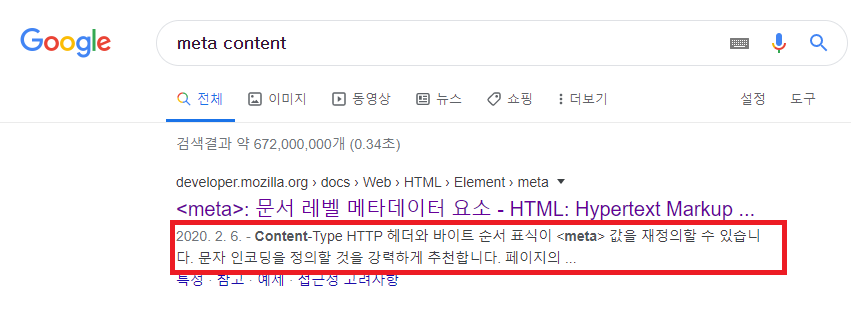 Google
meta content
전체 이미지 동영상 뉴스 쇼핑 더보기 설정 도구
검색결과 약 672,000,000개 (0.34초)
developer.mozilla.org › docs › Web › HTML › Element › meta
<meta>: 문서 레벨 메타데이터 요소 - HTML: Hypertext Markup ...
2020. 2. 6. - Content-Type HTTP 헤더와 바이트 순서 표식이 <meta> 값을 재정의할 수 있습니
다. 문자 인코딩을 정의할 것을 강력하게 추천합니다. 페이지의 ...
특성 · 참고 · 예제 · 접근성 고려사항